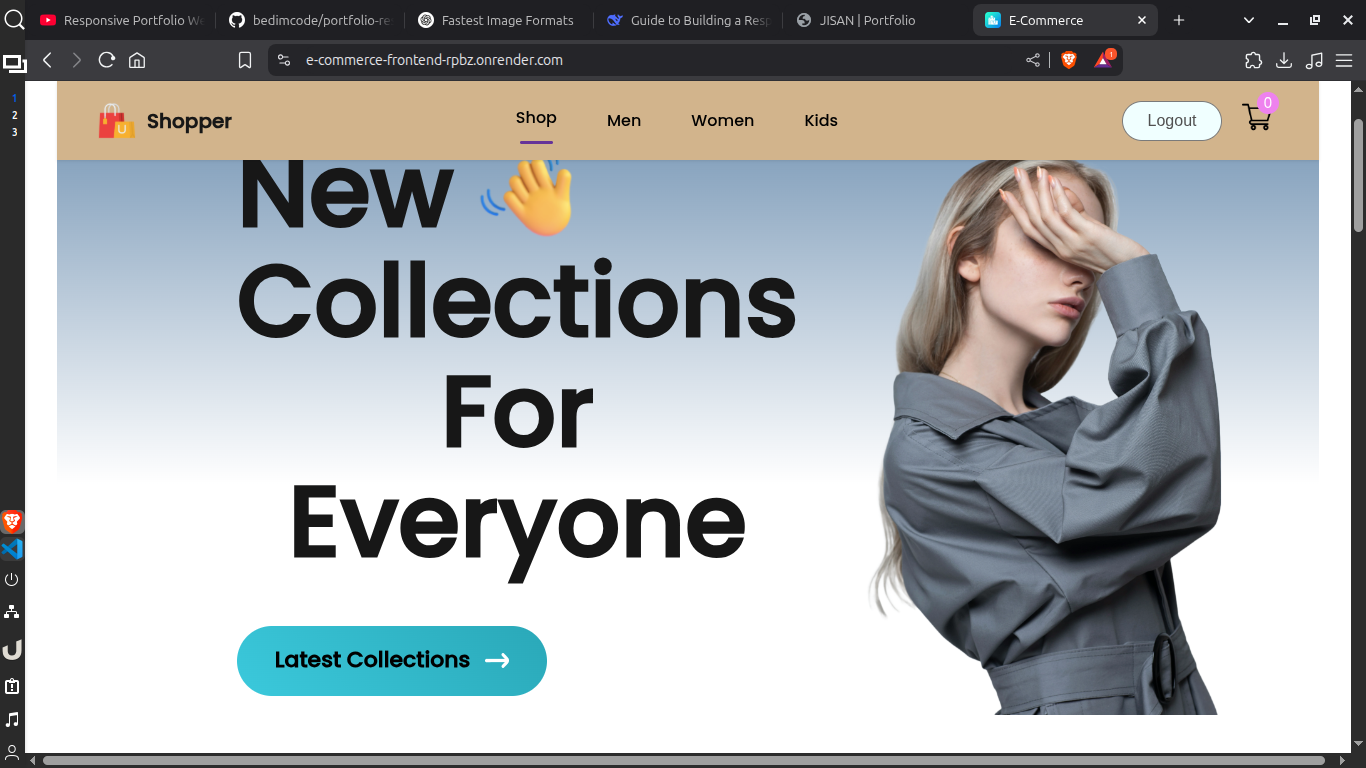 Responsive Portfolio We
bedimcode/portfolio-re
Fastest Image Formats
Guide to Building a Resp
JISAN | Portfolio
E-Commerce
e-commerce-frontend-rpbz.onrender.com
1
1
2
3
Shopper
Shop
Men
Women
Kids
Logout
0
New 👋
Collections
For
Everyone
Latest Collections